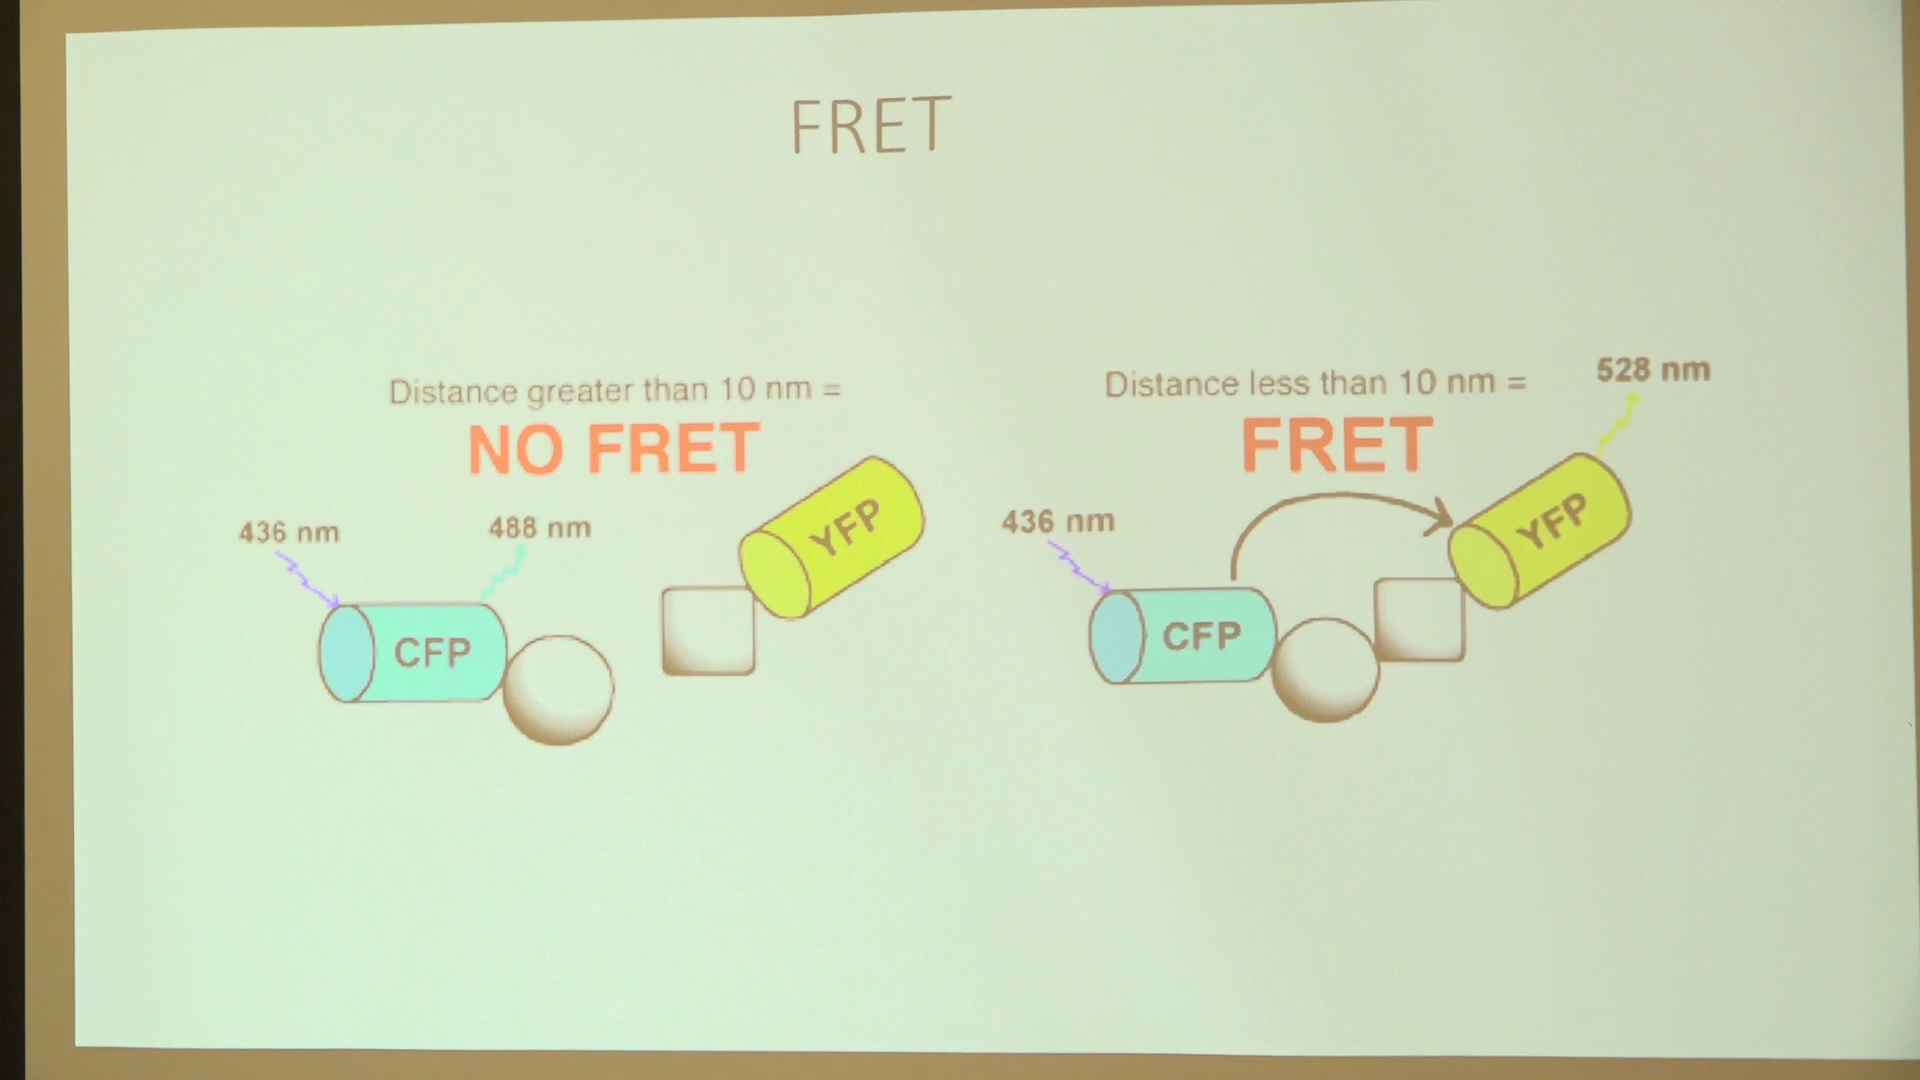 FRET
Distance greater than 10 nm =
NO FRET
436 nm
488 nm
CFP
YFP
Distance less than 10 nm =
FRET
528 nm
436 nm
CFP
YFP